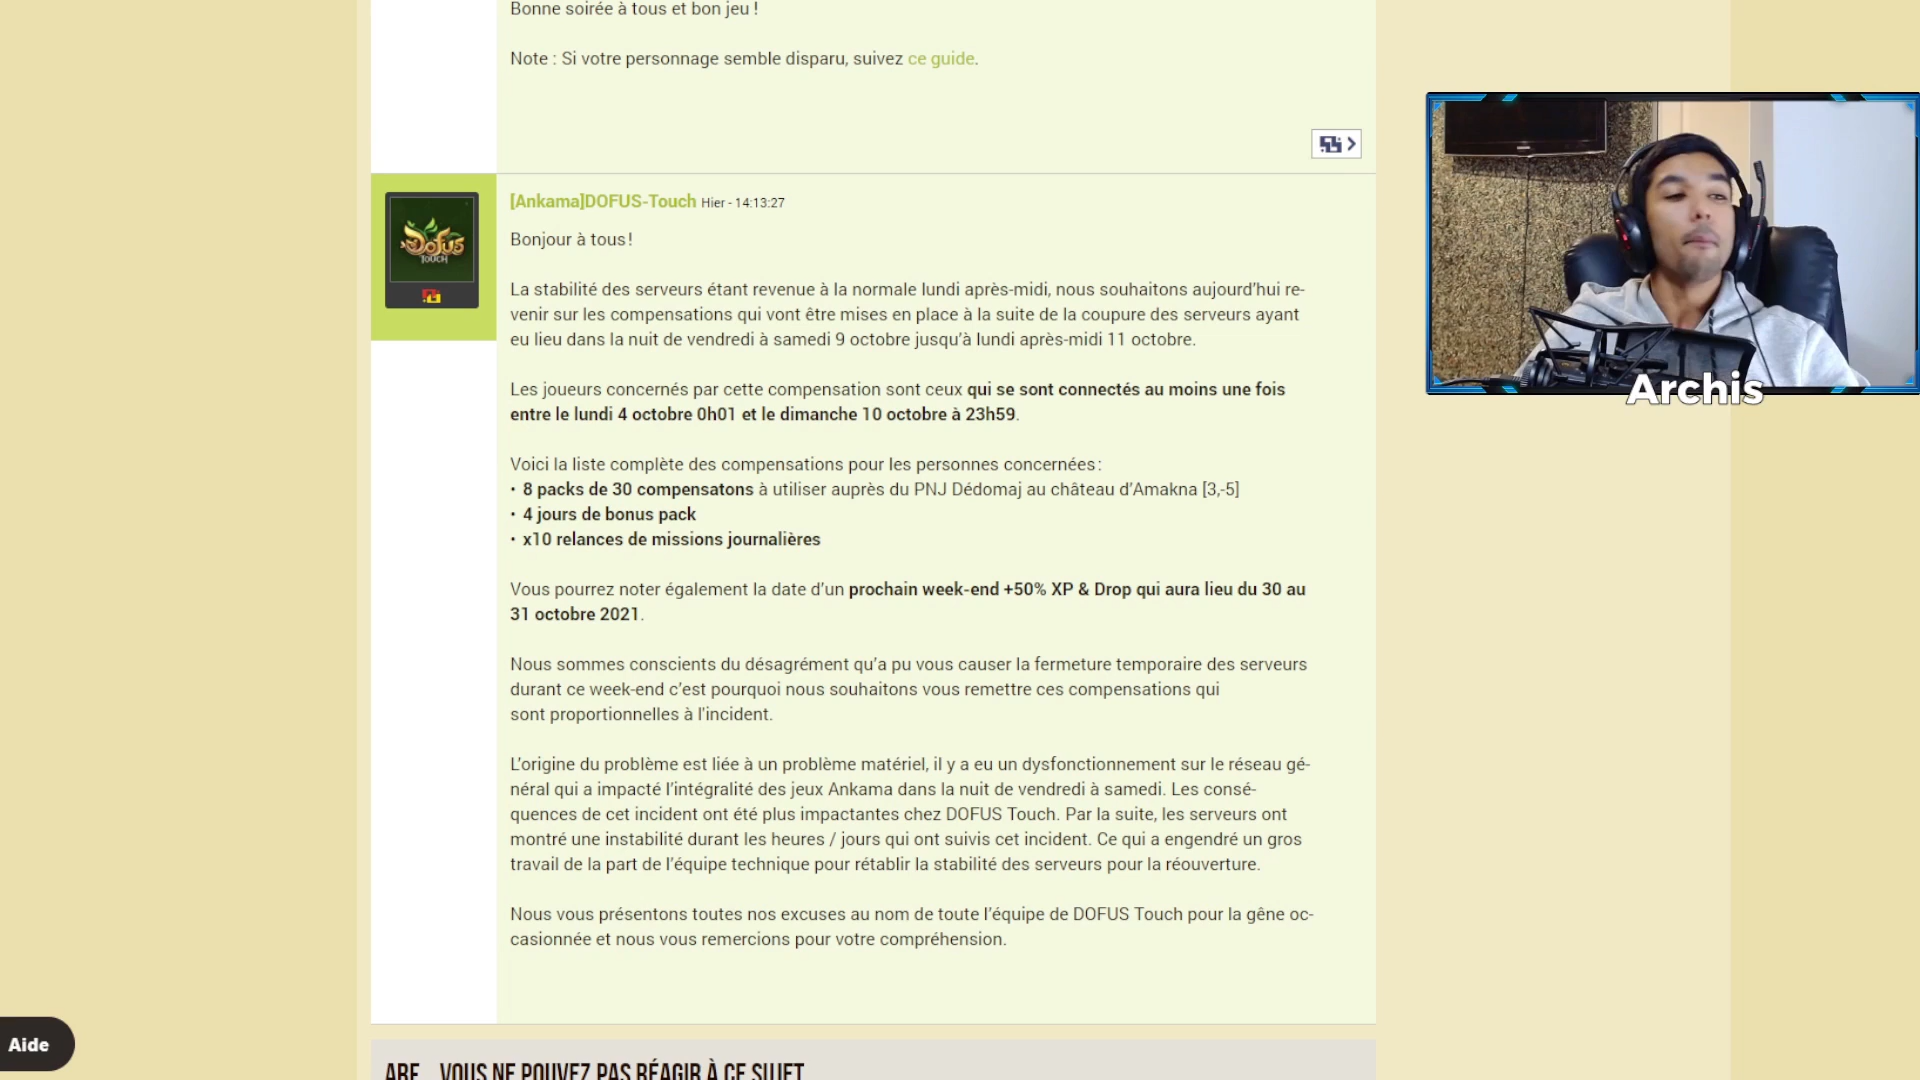 Bonne soirée à tous et bon jeu !
Note : Si votre personnage semble disparu, suivez ce guide.
[Ankama]DOFUS-Touch Hier - 14:13:27
DOFUS
TOUCH
Bonjour à tous !
La stabilité des serveurs étant revenue à la normale lundi après-midi, nous souhaitons aujourd’hui re-
venir sur les compensations qui vont être mises en place à la suite de la coupure des serveurs ayant
eu lieu dans la nuit de vendredi à samedi 9 octobre jusqu’à lundi après-midi 11 octobre.
Les joueurs concernés par cette compensation sont ceux qui se sont connectés au moins une fois
entre le lundi 4 octobre 0h01 et le dimanche 10 octobre à 23h59.
Voici la liste complète des compensations pour les personnes concernées :
• 8 packs de 30 compensatons à utiliser auprès du PNJ Dédomaj au château d’Amakna [3,-5]
• 4 jours de bonus pack
• x10 relances de missions journalières
Vous pourrez noter également la date d’un prochain week-end +50% XP & Drop qui aura lieu du 30 au
31 octobre 2021.
Nous sommes conscients du désagrément qu’a pu vous causer la fermeture temporaire des serveurs
durant ce week-end c’est pourquoi nous souhaitons vous remettre ces compensations qui
sont proportionnelles à l’incident.
L’origine du problème est liée à un problème matériel, il y a eu un dysfonctionnement sur le réseau gé-
néral qui a impacté l’intégralité des jeux Ankama dans la nuit de vendredi à samedi. Les consé-
quences de cet incident ont été plus impactantes chez DOFUS Touch. Par la suite, les serveurs ont
montré une instabilité durant les heures / jours qui ont suivis cet incident. Ce qui a engendré un gros
travail de la part de l’équipe technique pour rétablir la stabilité des serveurs pour la réouverture.
Nous vous présentons toutes nos excuses au nom de toute l’équipe de DOFUS Touch pour la gêne oc-
casionnée et nous vous remercions pour votre compréhension.
Archis
Aide
ARF... VOUS NE POUVEZ PAS RÉAGIR À CE SUJET